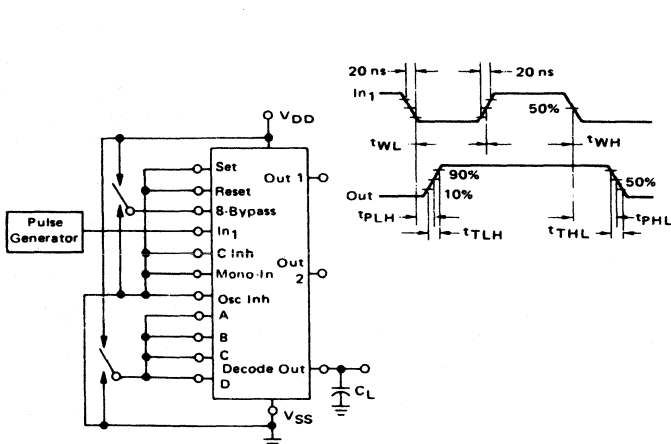 20 ns
20 ns
In1
50%
tWL
tWH
90%
10%
50%
Out
tPLH
tTLH
tTHL
tPHL
VDD
Pulse
Generator
Set
Reset
8-Bypass
In1
C Inh
Mono-In
Osc Inh
A
B
C
D
Out 1
Out
2
Decode Out
CL
VSS